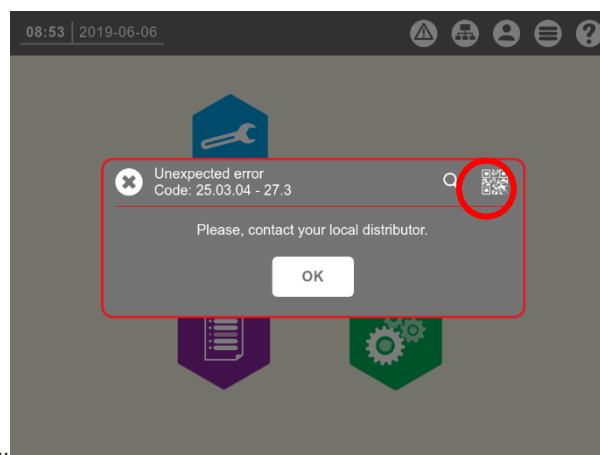 08:53 2019-06-06
Unexpected error
Code: 25.03.04 - 27.3
Please, contact your local distributor.
OK
..